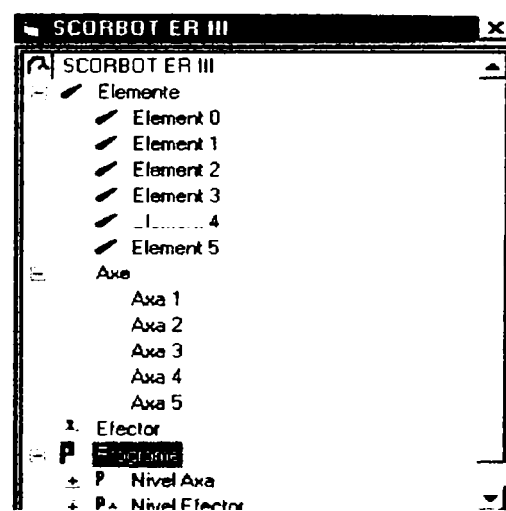 SCORBOT ER III
SCORBOT ER III
Elemente
Element 0
Element 1
Element 2
Element 3
4
Element 5
Axe
Axa 1
Axa 2
Axa 3
Axa 4
Axa 5
Efector
P
P Nivel Axa
P Nivel Efector